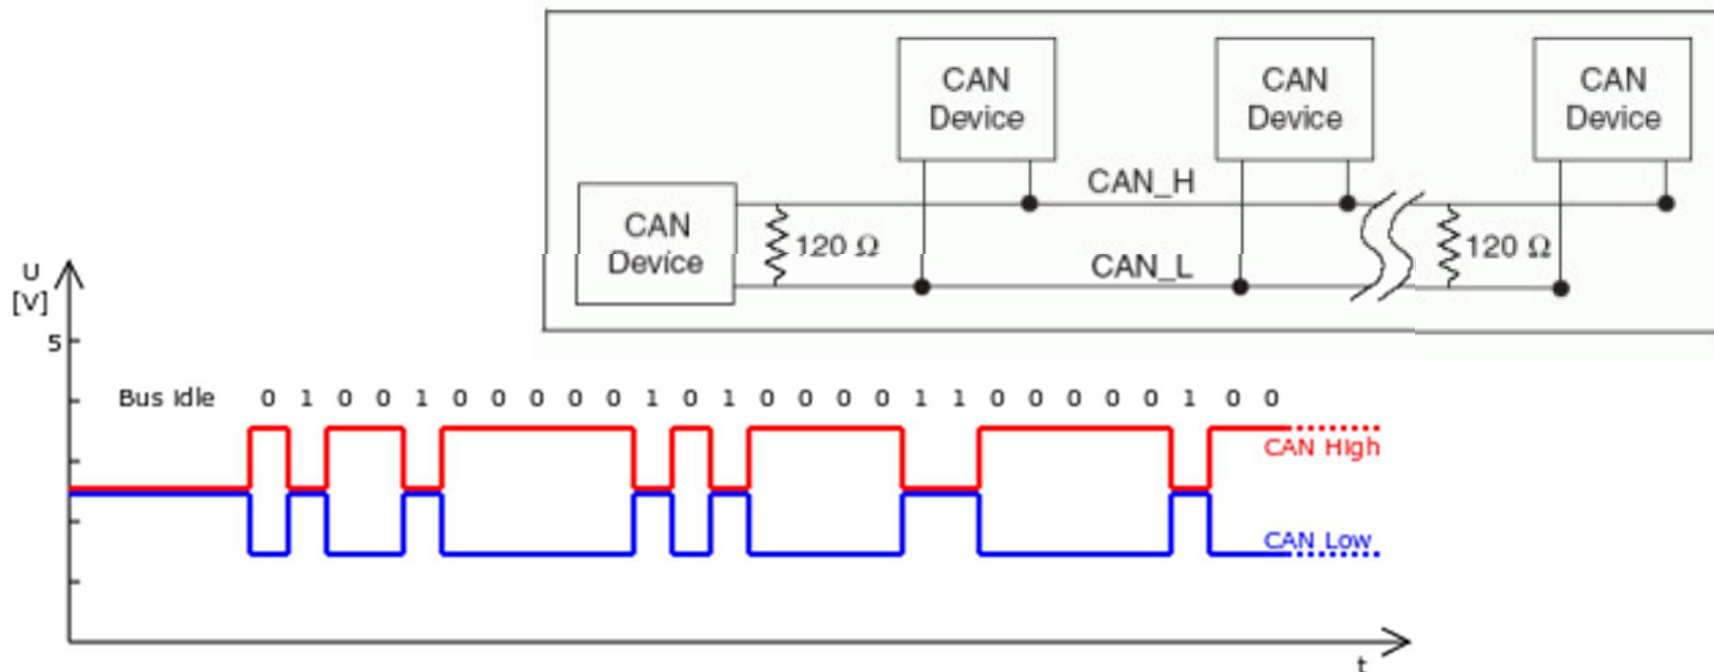 CAN
Device
CAN
Device
CAN
Device
CAN_H
CAN
Device
120 Ω
120 Ω
CAN_L
U
[V]
5
Bus Idle 0 1 0 0 1 0 0 0 0 0 1 0 1 0 0 0 0 1 1 0 0 0 0 0 1 0 0
CAN High
CAN Low
t